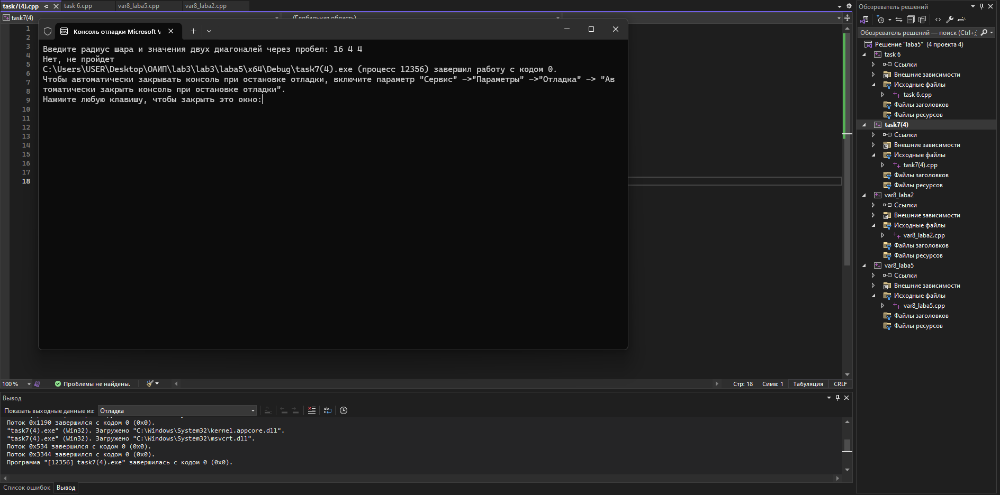 task7(4).cpp
task 6.cpp
var8_laba5.cpp
var8_laba2.cpp
task7(4)
(Глобальная область)
1
2
3
4
5
6
7
8
9
10
11
12
13
14
15
16
17
18
Консоль отладки Microsoft V
Введите радиус шара и значения двух диагоналей через пробел: 16 4 4
Нет, не пройдет
C:\Users\USER\Desktop\ОАИП\lab3\lab3\laba5\x64\Debug\task7(4).exe (процесс 12356) завершил работу с кодом 0.
Чтобы автоматически закрывать консоль при остановке отладки, включите параметр "Сервис" ->"Параметры" ->"Отладка" -> "Ав
томатически закрыть консоль при остановке отладки".
Нажмите любую клавишу, чтобы закрыть это окно:
100 %
Проблемы не найдены.
Стр: 18
Симв: 1
Табуляция
CRLF
Вывод
Показать выходные данные из:
Отладка
Поток 0x1190 завершился с кодом 0 (0x0).
"task7(4).exe" (Win32). Загружено "C:\Windows\System32\kernel.appcore.dll".
"task7(4).exe" (Win32). Загружено "C:\Windows\System32\msvcrt.dll".
Поток 0x534 завершился с кодом 0 (0x0).
Поток 0x3344 завершился с кодом 0 (0x0).
Программа "[12356] task7(4).exe" завершилась с кодом 0 (0x0).
Список ошибок
Вывод
Обозреватель решений
Обозреватель решений — поиск (Ctrl+;
Решение "laba5" (4 проекта 4)
task 6
Ссылки
Внешние зависимости
Исходные файлы
task 6.cpp
Файлы заголовков
Файлы ресурсов
task7(4)
Ссылки
Внешние зависимости
Исходные файлы
task7(4).cpp
Файлы заголовков
Файлы ресурсов
var8_laba2
Ссылки
Внешние зависимости
Исходные файлы
var8_laba2.cpp
Файлы заголовков
Файлы ресурсов
var8_laba5
Ссылки
Внешние зависимости
Исходные файлы
var8_laba5.cpp
Файлы заголовков
Файлы ресурсов